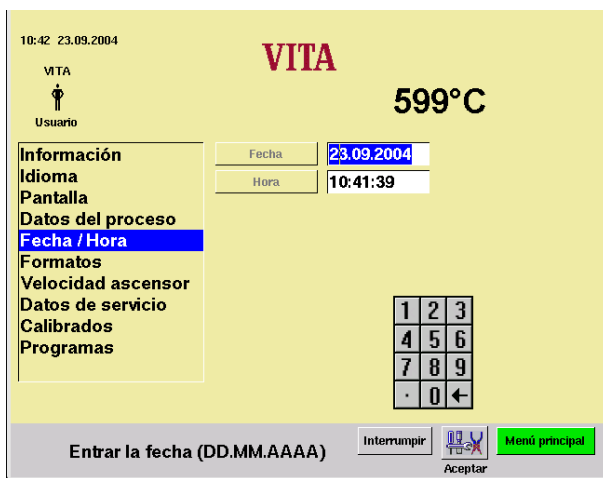 10:42 23.09.2004
VITA
VITA
599°C
Usuario
Información
Idioma
Pantalla
Datos del proceso
Fecha / Hora
Formatos
Velocidad ascensor
Datos de servicio
Calibrados
Programas
Fecha 23.09.2004
Hora 10:41:39
1 2 3
4 5 6
7 8 9
. 0 ←
Entrar la fecha (DD.MM.AAAA)
Interrumpir
Aceptar
Menú principal